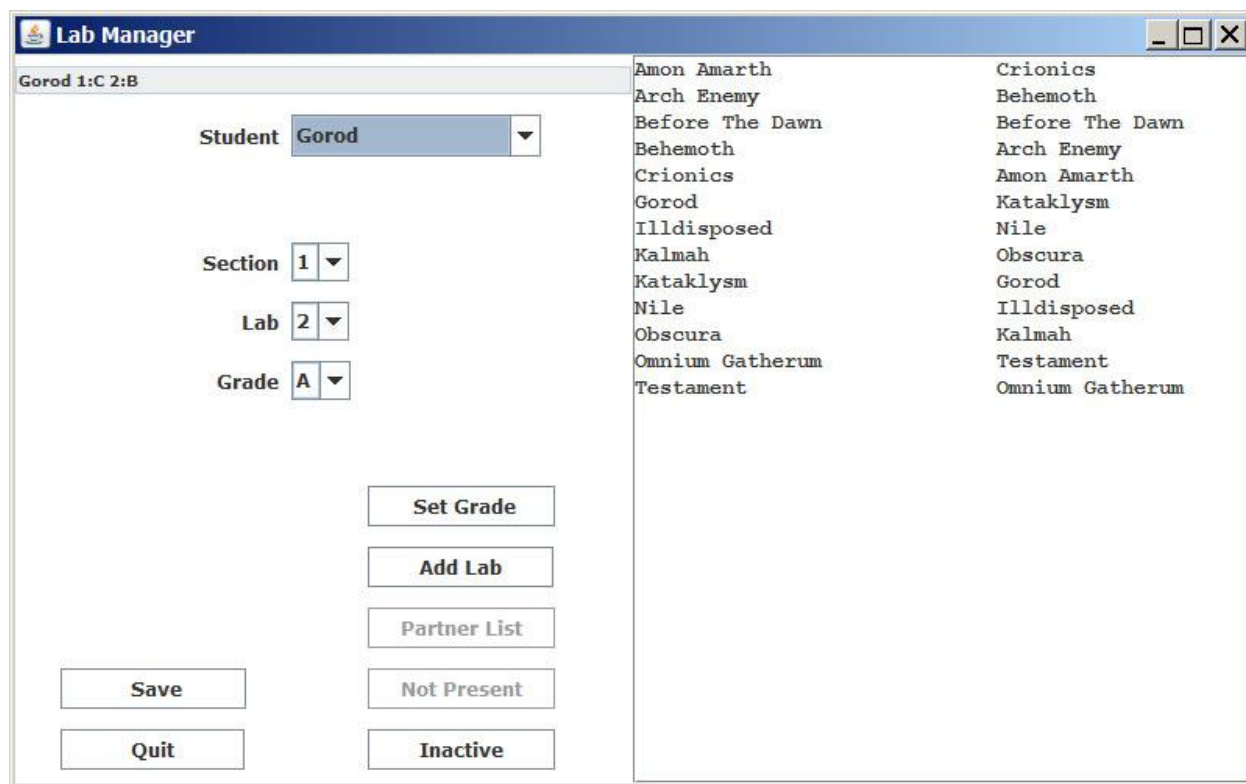 Lab Manager
Gorod 1:C 2:B
Student Gorod
Section 1
Lab 2
Grade A
Set Grade
Add Lab
Partner List
Save Not Present
Quit Inactive
Amon Amarth Crionics
Arch Enemy Behemoth
Before The Dawn Before The Dawn
Behemoth Arch Enemy
Crionics Amon Amarth
Gorod Kataklysm
Illdisposed Nile
Kalmah Obscura
Kataklysm Gorod
Nile Illdisposed
Obscura Kalmah
Omnium Gatherum Testament
Testament Omnium Gatherum